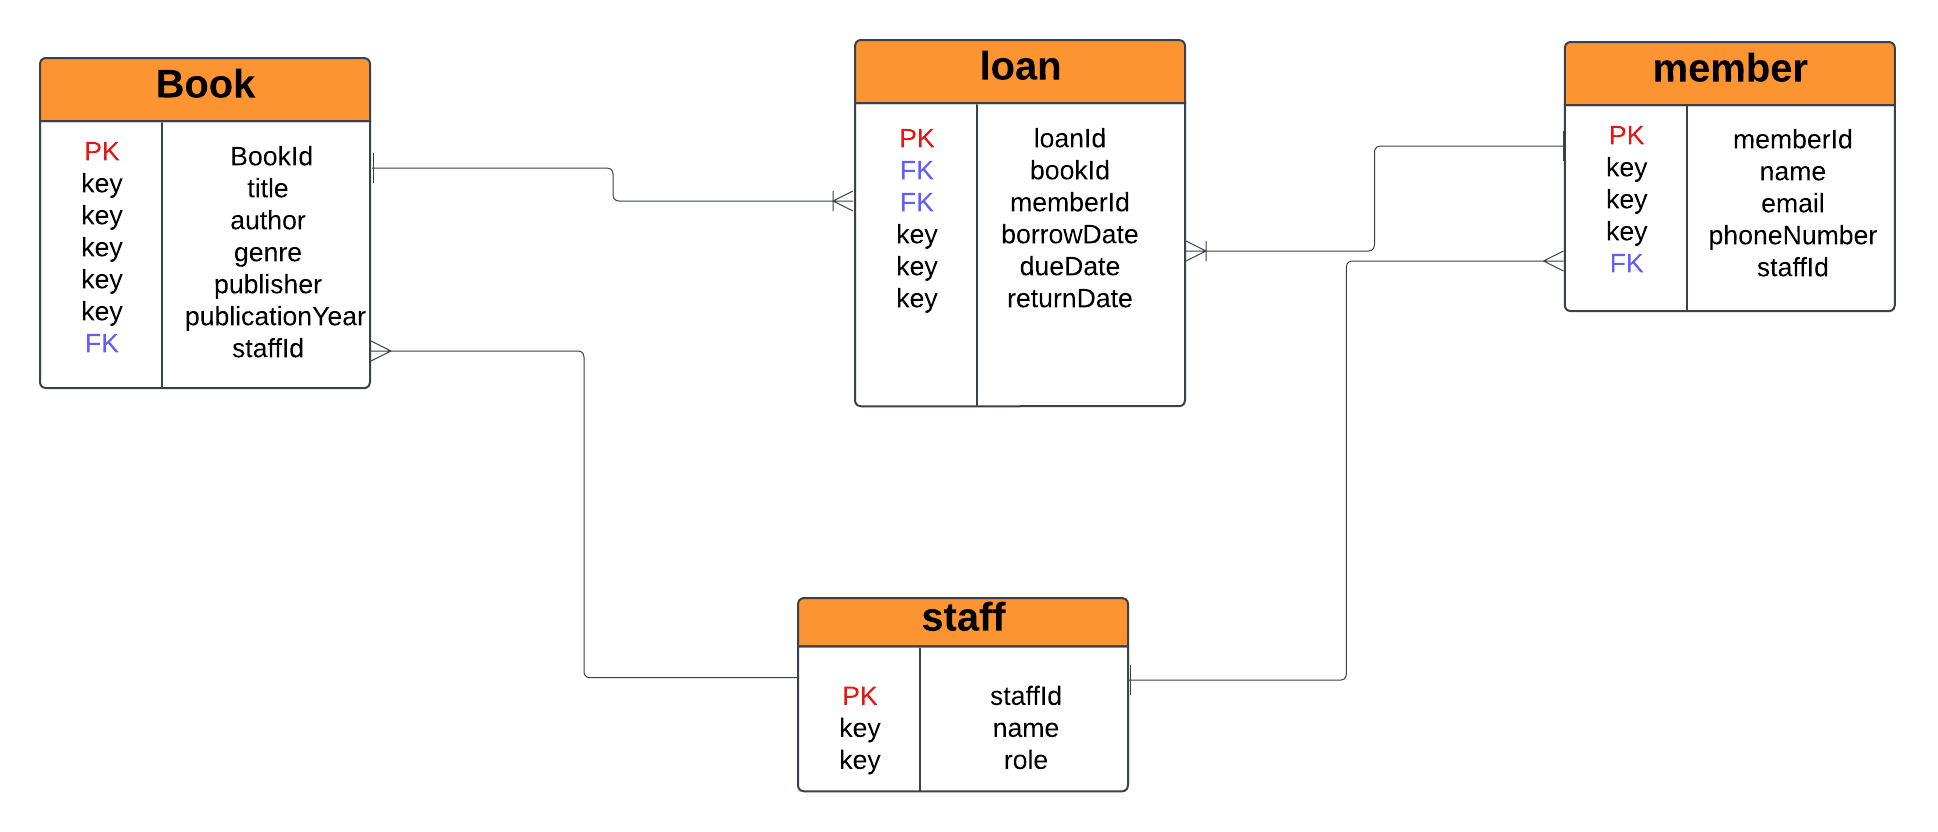 Book
PK BookId
key title
key author
key genre
key publisher
key publicationYear
FK staffId
loan
PK loanId
FK bookId
FK memberId
key borrowDate
key dueDate
key returnDate
member
PK memberId
key name
key email
key phoneNumber
FK staffId
staff
PK staffId
key name
key role